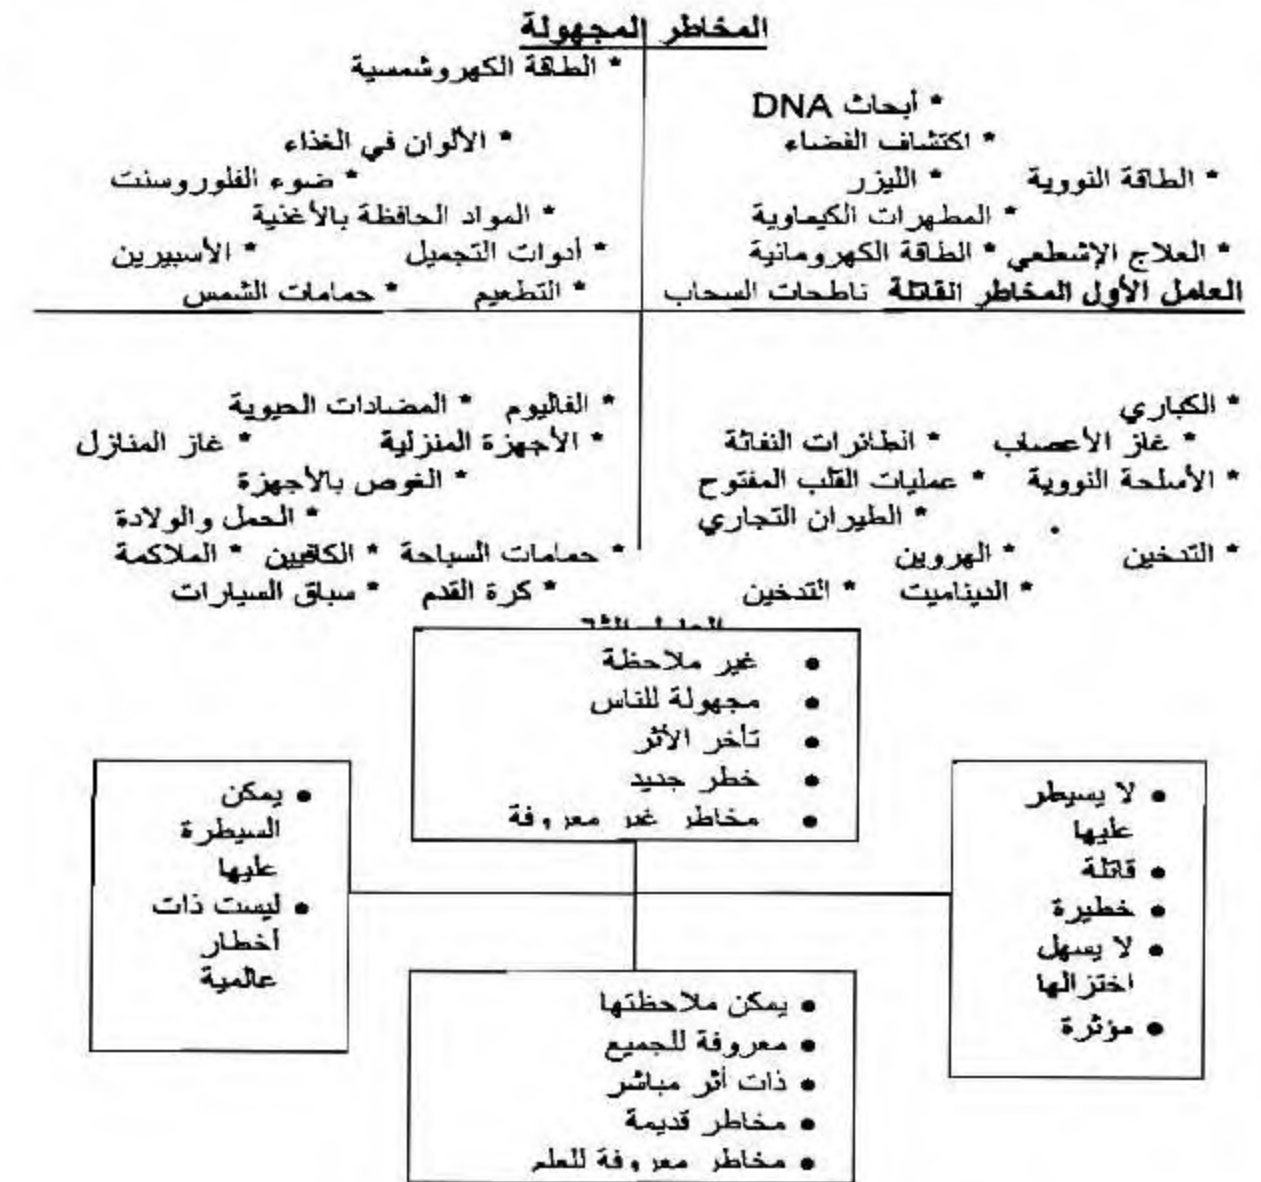 المخاطر المجهولة
* الطاقة الكهروشمسية
* أبحاث DNA
* اكتشاف الفضاء
* الألوان في الغذاء
* الطاقة النووية * الليزر
* ضوء الفلوروسنت
* المطهرات الكيماوية
* المواد الحافظة بالأغنية
* العلاج الإشعلعي * الطاقة الكهرومانية
* أدوات التجميل * الأسبيرين
العامل الأول المخاطر القاتلة ناطحات السحاب
* التطعيم * حمامات الشمس
* الكباري
* الفاليوم * المضادات الحيوية
* غاز الأعصاب * الطائرات النفاثة
* الأجهزة المنزلية * غاز المنازل
* الأسلحة النووية * عمليات القلب المفتوح
* الغوص بالأجهزة
* الطيران التجاري
* الحمل والولادة
* التدخين * الهروين
* حمامات السباحة * الكافيين * الملاكمة
* الديناميت * التدخين
* كرة القدم * سباق السيارات
• غير ملاحظة
• مجهولة للناس
• تأخر الأثر
• خطر جديد
• مخاطر غير معروفة
• لا يسيطر
عليها
• قاتلة
• خطيرة
• لا يسهل
اختزالها
• مؤثرة
• يمكن
السيطرة
عليها
• ليست ذات
أخطار
عالمية
• يمكن ملاحظتها
• معروفة للجميع
• ذات أثر مباشر
• مخاطر قديمة
• مخاطر معروفة للعلم